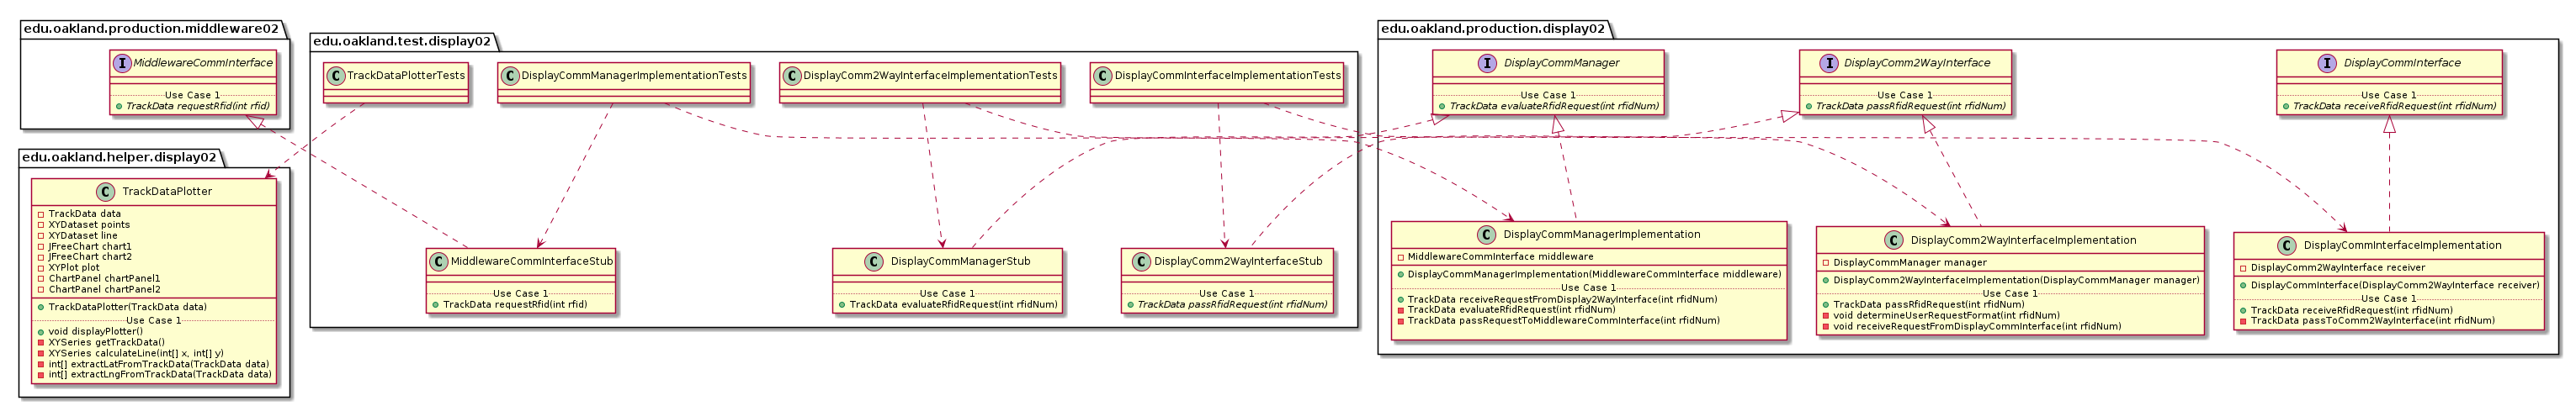 edu.oakland.production.middleware02
I MiddlewareCommInterface
Use Case 1
TrackData requestRfid(int rfid)
edu.oakland.helper.display02
C TrackDataPlotter
TrackData data
XYDataset points
XYDataset line
JFreeChart chart1
JFreeChart chart2
XYPlot plot
ChartPanel chartPanel1
ChartPanel chartPanel2
TrackDataPlotter(TrackData data)
Use Case 1
void displayPlotter()
XYSeries getTrackData()
XYSeries calculateLine(int[] x, int[] y)
int[] extractLatFromTrackData(TrackData data)
int[] extractLngFromTrackData(TrackData data)
edu.oakland.test.display02
C TrackDataPlotterTests
C DisplayCommManagerImplementationTests
C DisplayComm2WayInterfaceImplementationTests
C DisplayCommInterfaceImplementationTests
C MiddlewareCommInterfaceStub
Use Case 1
TrackData requestRfid(int rfid)
C DisplayCommManagerStub
Use Case 1
TrackData evaluateRfidRequest(int rfidNum)
C DisplayComm2WayInterfaceStub
Use Case 1
TrackData passRfidRequest(int rfidNum)
edu.oakland.production.display02
I DisplayCommManager
Use Case 1
TrackData evaluateRfidRequest(int rfidNum)
I DisplayComm2WayInterface
Use Case 1
TrackData passRfidRequest(int rfidNum)
I DisplayCommInterface
Use Case 1
TrackData receiveRfidRequest(int rfidNum)
C DisplayCommManagerImplementation
MiddlewareCommInterface middleware
DisplayCommManagerImplementation(MiddlewareCommInterface middleware)
Use Case 1
TrackData receiveRequestFromDisplay2WayInterface(int rfidNum)
TrackData evaluateRfidRequest(int rfidNum)
TrackData passRequestToMiddlewareCommInterface(int rfidNum)
C DisplayComm2WayInterfaceImplementation
DisplayCommManager manager
DisplayComm2WayInterfaceImplementation(DisplayCommManager manager)
Use Case 1
TrackData passRfidRequest(int rfidNum)
void determineUserRequestFormat(int rfidNum)
void receiveRequestFromDisplayCommInterface(int rfidNum)
C DisplayCommInterfaceImplementation
DisplayComm2WayInterface receiver
DisplayCommInterface(DisplayComm2WayInterface receiver)
Use Case 1
TrackData receiveRfidRequest(int rfidNum)
TrackData passToComm2WayInterface(int rfidNum)